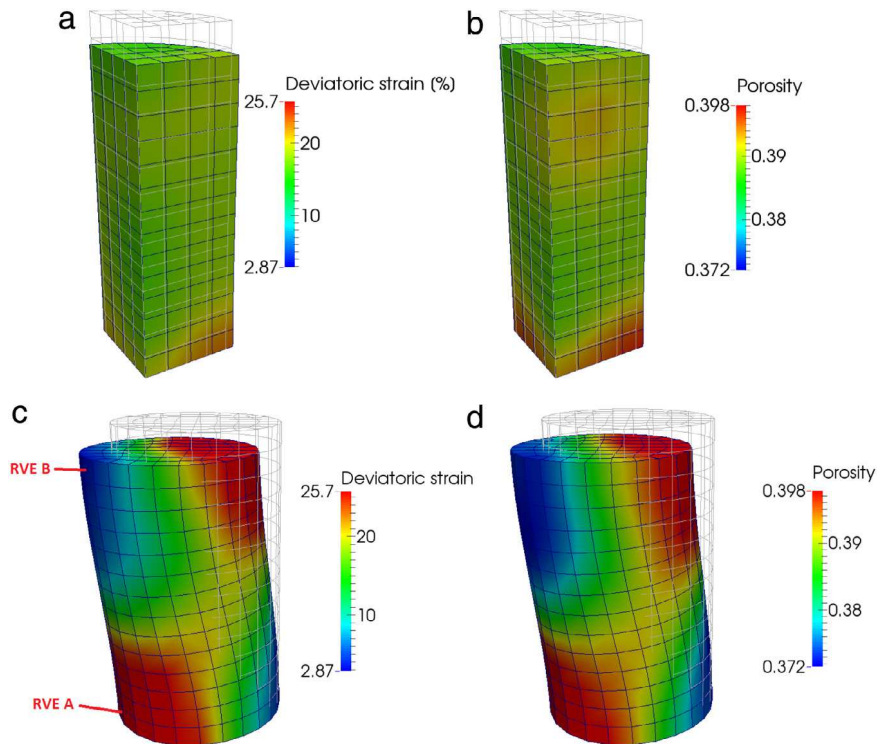 a
Deviatoric strain (%)
25.7
20
10
2.87
b
Porosity
0.398
0.39
0.38
0.372
c
RVE B
RVE A
Deviatoric strain
25.7
20
10
2.87
d
Porosity
0.398
0.39
0.38
0.372